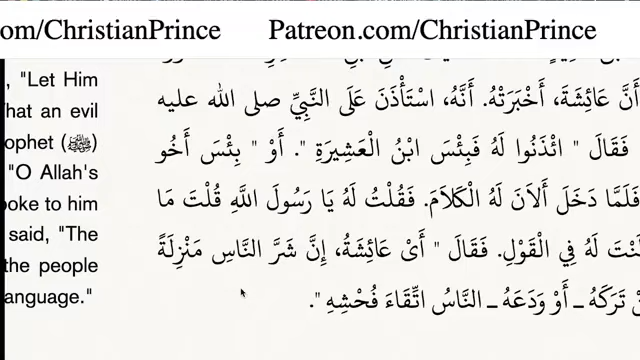 om/ChristianPrince Patreon.com/ChristianPrince
, "Let Him
hat an evil
ophet (ﷺ)
"O Allah's
oke to him
said, "The
the people
anguage."
أَنَّ عَائِشَةَ، أَخْبَرَتْهُ. أَنَّهُ، اسْتَأْذَنَ عَلَى النَّبِيِّ صلى الله عليه
فَقَالَ " ائْذَنُوا لَهُ فَبِئْسَ ابْنُ الْعَشِيرَةِ ". أَوْ " بِئْسَ أَخُو
فَلَمَّا دَخَلَ أَلاَنَ لَهُ الْكَلاَمَ. فَقُلْتُ لَهُ يَا رَسُولَ اللَّهِ قُلْتَ مَا
لَنْتَ لَهُ فِي الْقَوْلِ. فَقَالَ " أَىْ عَائِشَةُ، إِنَّ شَرَّ النَّاسِ مَنْزِلَةً
نْ تَرَكَهُ ـ أَوْ وَدَعَهُ ـ النَّاسُ اتِّقَاءَ فُحْشِهِ ".